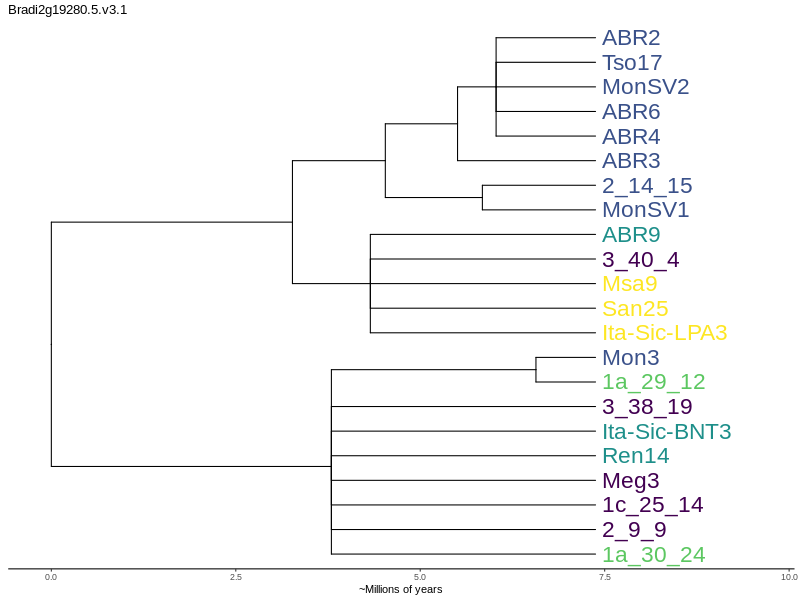 Bradi2g19280.5.v3.1
ABR2
Tso17
MonSV2
ABR6
ABR4
ABR3
2_14_15
MonSV1
ABR9
3_40_4
Msa9
San25
Ita-Sic-LPA3
Mon3
1a_29_12
3_38_19
Ita-Sic-BNT3
Ren14
Meg3
1c_25_14
2_9_9
1a_30_24
0.0 2.5 5.0 7.5 10.0
~Millions of years